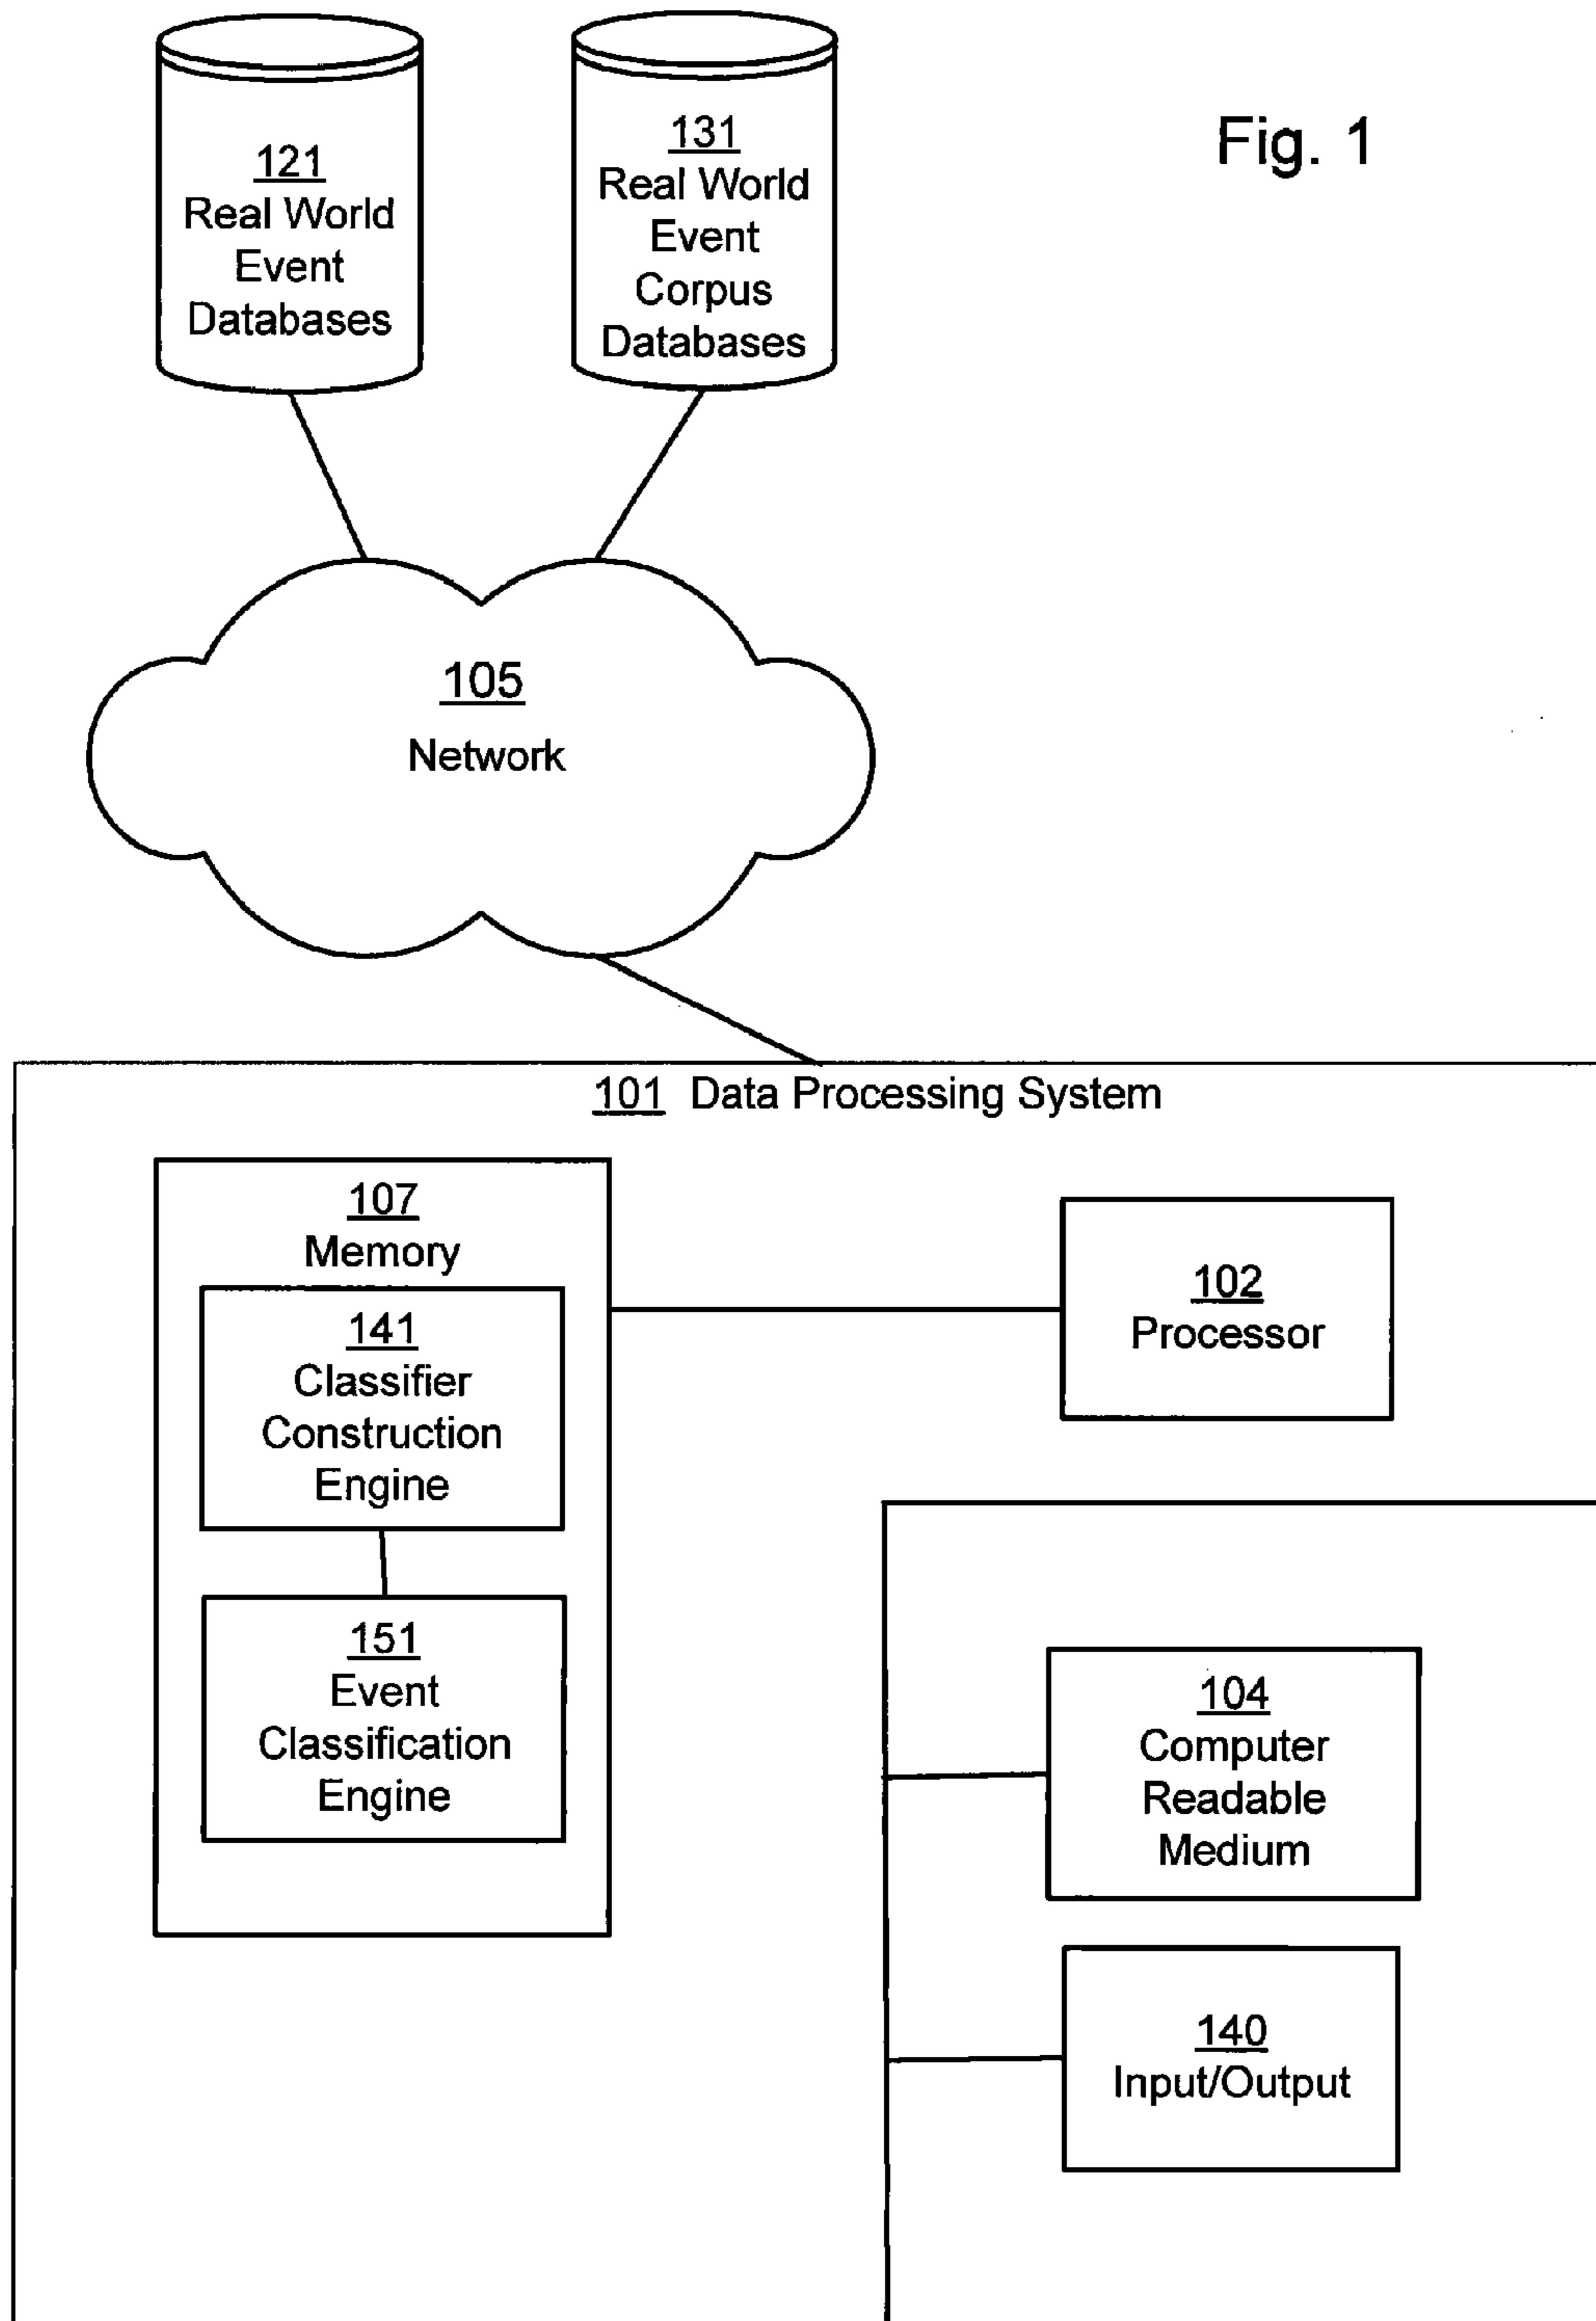 Fig. 1
121
Real World
Event
Databases
131
Real World
Event
Corpus
Databases
105
Network
101 Data Processing System
107
Memory
141
Classifier
Construction
Engine
151
Event
Classification
Engine
102
Processor
104
Computer
Readable
Medium
140
Input/Output